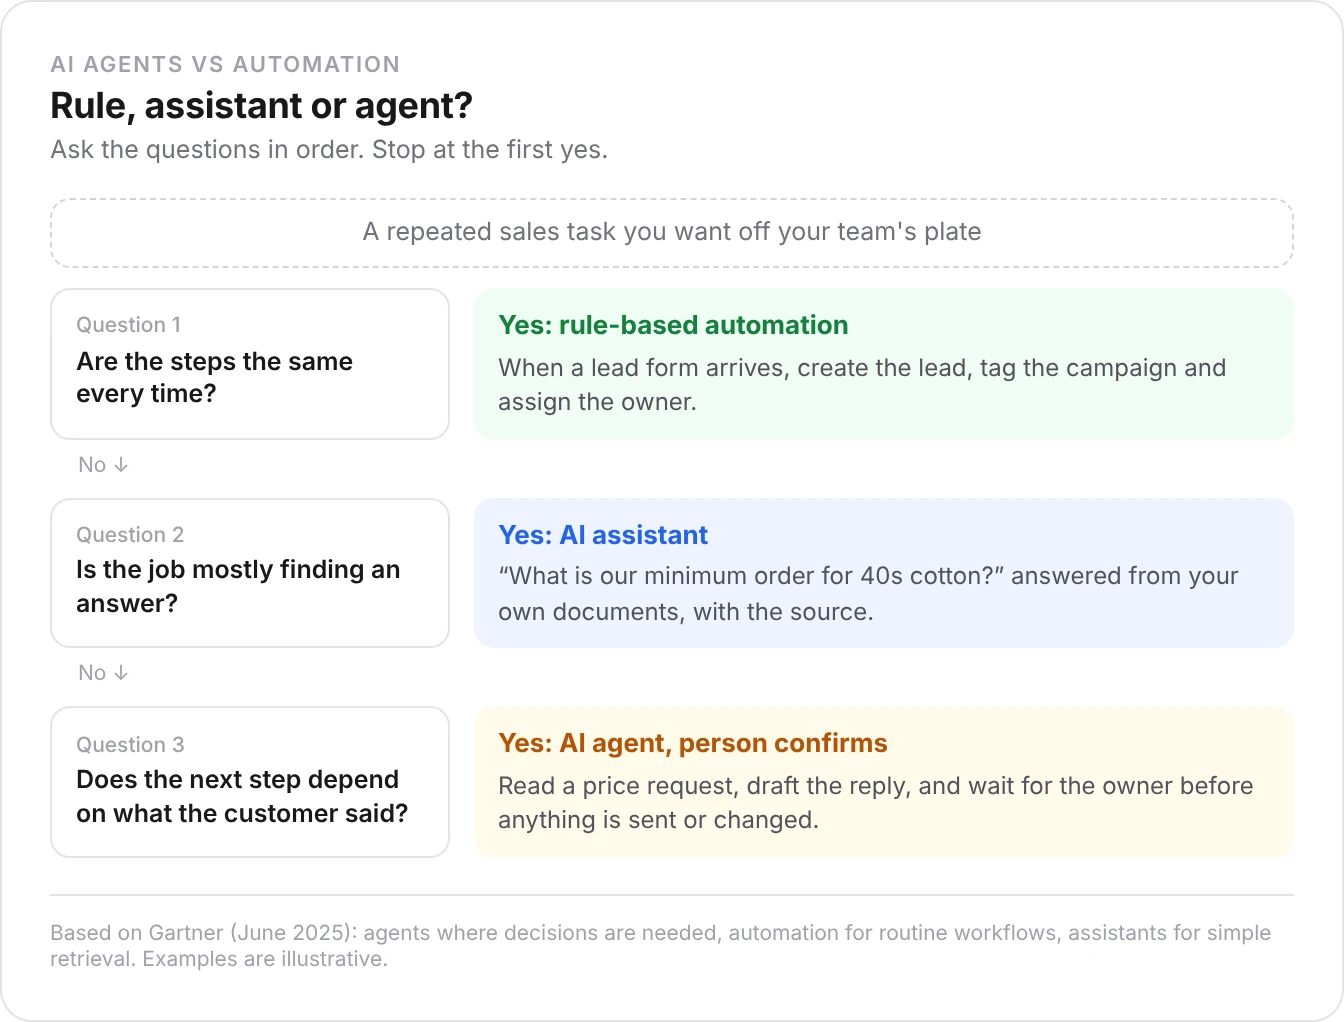 AI AGENTS VS AUTOMATION
Rule, assistant or agent?
Ask the questions in order. Stop at the first yes.
A repeated sales task you want off your team's plate
Question 1
Are the steps the same
every time?
Yes: rule-based automation
When a lead form arrives, create the lead, tag the campaign and
assign the owner.
No ↓
Question 2
Is the job mostly finding an
answer?
Yes: AI assistant
“What is our minimum order for 40s cotton?” answered from your
own documents, with the source.
No ↓
Question 3
Does the next step depend
on what the customer said?
Yes: AI agent, person confirms
Read a price request, draft the reply, and wait for the owner before
anything is sent or changed.
Based on Gartner (June 2025): agents where decisions are needed, automation for routine workflows, assistants for simple
retrieval. Examples are illustrative.